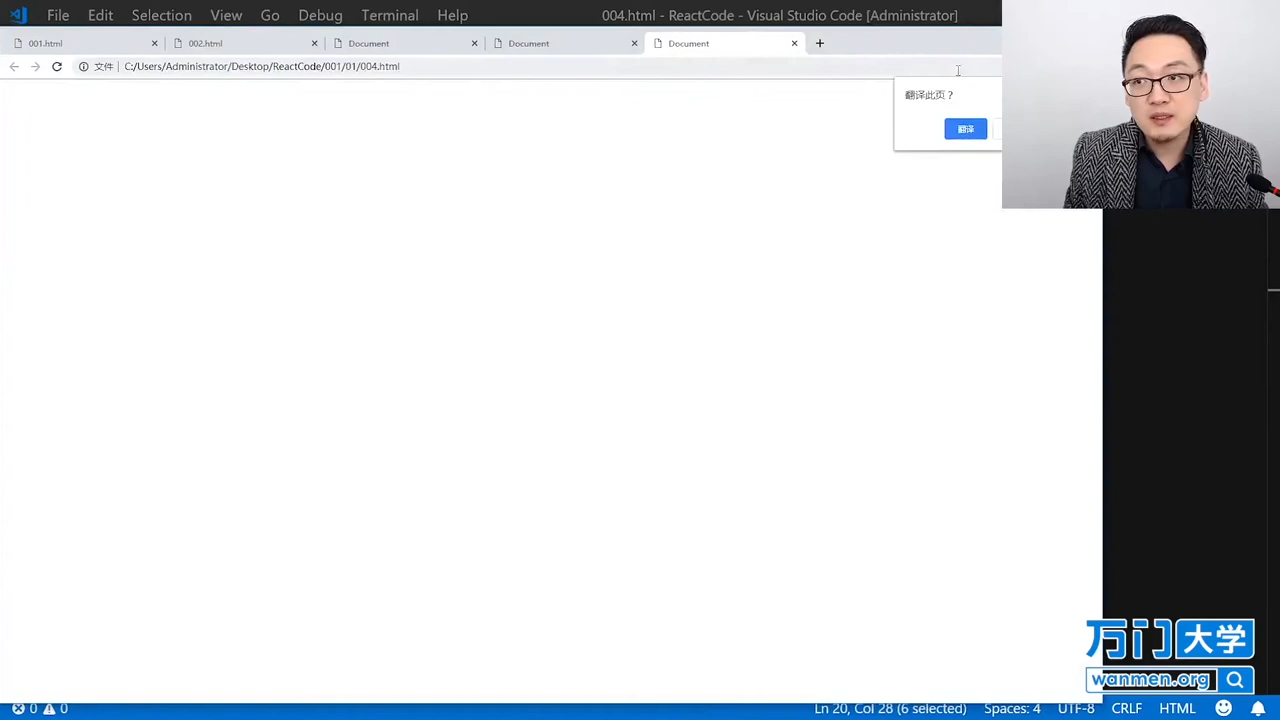 File Edit Selection View Go Debug Terminal Help 004.html - ReactCode - Visual Studio Code [Administrator]
001.html 002.html Document Document Document
文件 C:/Users/Administrator/Desktop/ReactCode/001/01/004.html
翻译此页？
翻译
万门大学
wanmen.org
0 0 Ln 20, Col 28 (6 selected) Spaces: 4 UTF-8 CRLF HTML